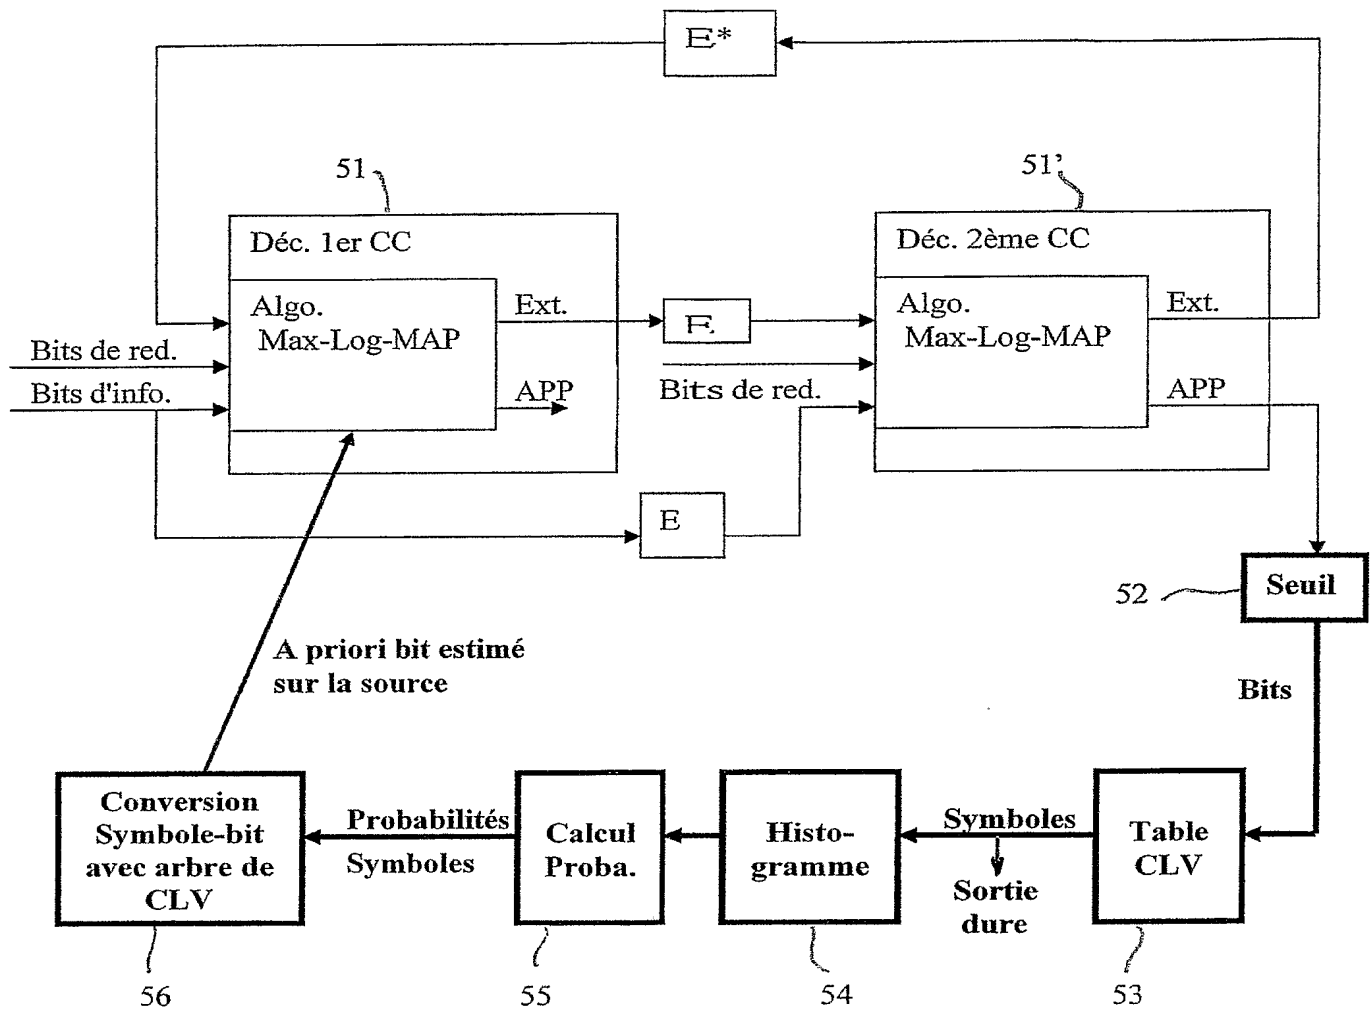 E*
51
51'
Déc. 1er CC
Déc. 2ème CC
Algo.
Max-Log-MAP
Ext.
E
Algo.
Max-Log-MAP
Ext.
Bits de red.
Bits d'info.
APP
Bits de red.
APP
E
52
Seuil
A priori bit estimé
sur la source
Bits
Conversion
Symbole-bit
avec arbre de
CLV
Probabilités
Symboles
Calcul
Proba.
Histo-
gramme
Symboles
Sortie
dure
Table
CLV
56
55
54
53